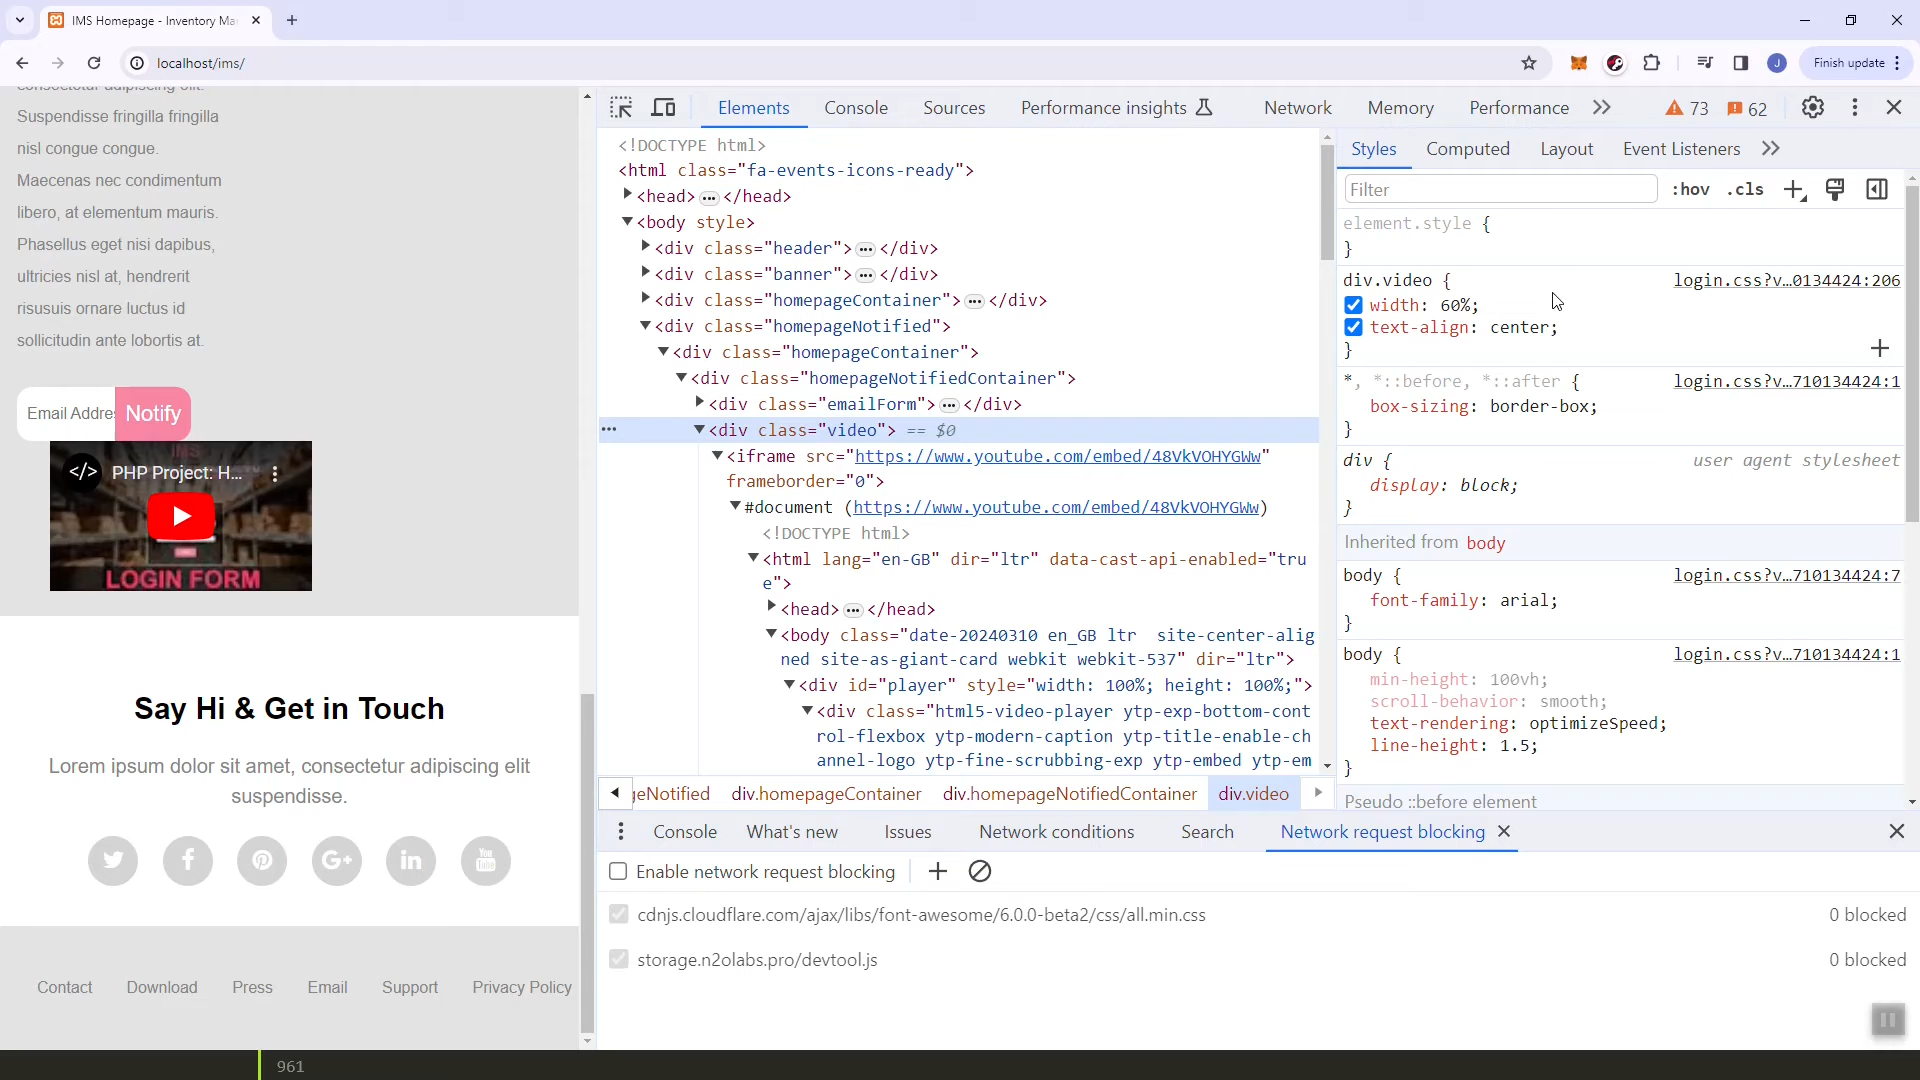 IMS Homepage - Inventory Ma
localhost/ims/
Finish update
consectetur adipiscing elit.
Suspendisse fringilla fringilla
nisl congue congue.
Maecenas nec condimentum
libero, at elementum mauris.
Phasellus eget nisi dapibus,
ultricies nisl at, hendrerit
risusuis ornare luctus id
sollicitudin ante lobortis at.
Email Addres
Notify
IMS
</> PHP Project: H...
LOGIN FORM
Say Hi & Get in Touch
Lorem ipsum dolor sit amet, consectetur adipiscing elit
suspendisse.
Contact Download Press Email Support Privacy Policy
Elements Console Sources Performance insights Network Memory Performance 73 62
<!DOCTYPE html>
<html class="fa-events-icons-ready">
<head> ... </head>
<body style>
<div class="header"> ... </div>
<div class="banner"> ... </div>
<div class="homepageContainer"> ... </div>
<div class="homepageNotified">
<div class="homepageContainer">
<div class="homepageNotifiedContainer">
<div class="emailForm"> ... </div>
... <div class="video"> == $0
<iframe src="https://www.youtube.com/embed/48VkVOHYGWw"
frameborder="0">
#document (https://www.youtube.com/embed/48VkVOHYGWw)
<!DOCTYPE html>
<html lang="en-GB" dir="ltr" data-cast-api-enabled="tru
e">
<head> ... </head>
<body class="date-20240310 en_GB ltr  site-center-alig
ned site-as-giant-card webkit webkit-537" dir="ltr">
<div id="player" style="width: 100%; height: 100%;">
<div class="html5-video-player ytp-exp-bottom-cont
rol-flexbox ytp-modern-caption ytp-title-enable-ch
annel-logo ytp-fine-scrubbing-exp ytp-embed ytp-em
geNotified div.homepageContainer div.homepageNotifiedContainer div.video
Styles Computed Layout Event Listeners
Filter :hov .cls
element.style {
}
div.video { login.css?v…0134424:206
width: 60%;
text-align: center;
}
*, *::before, *::after { login.css?v…710134424:1
box-sizing: border-box;
}
div { user agent stylesheet
display: block;
}
Inherited from body
body { login.css?v…710134424:7
font-family: arial;
}
body { login.css?v…710134424:1
min-height: 100vh;
scroll-behavior: smooth;
text-rendering: optimizeSpeed;
line-height: 1.5;
}
Pseudo ::before element
Console What's new Issues Network conditions Search Network request blocking
Enable network request blocking
cdnjs.cloudflare.com/ajax/libs/font-awesome/6.0.0-beta2/css/all.min.css 0 blocked
storage.n2olabs.pro/devtool.js 0 blocked
961